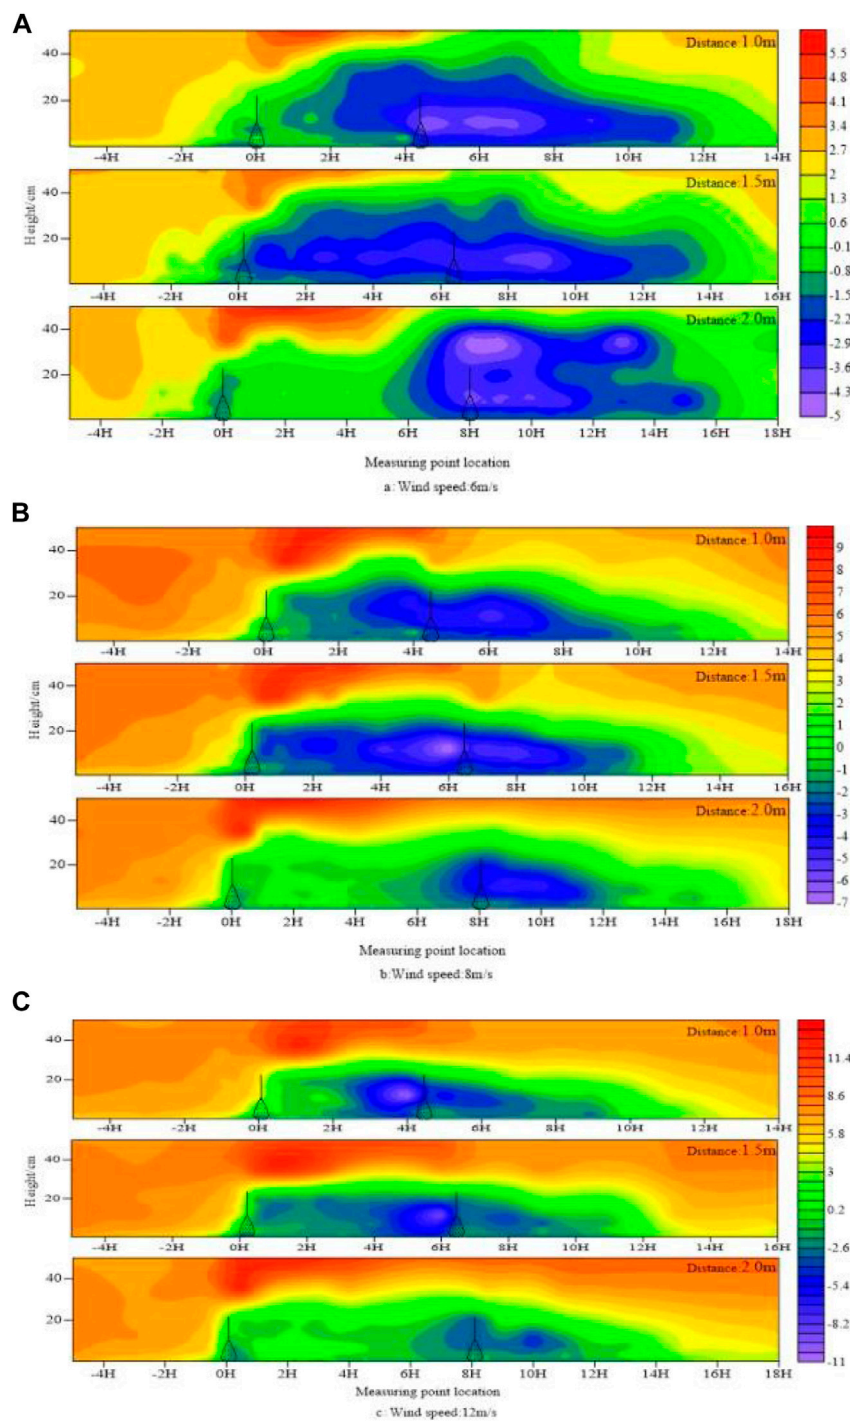 A
Distance:1.0m
40
20
-4H -2H 0H 2H 4H 6H 8H 10H 12H 14H
Distance:1.5m
40
20
-4H -2H 0H 2H 4H 6H 8H 10H 12H 14H 16H
Distance:2.0m
40
20
-4H -2H 0H 2H 4H 6H 8H 10H 12H 14H 16H 18H
Height/cm
5.5
4.8
4.1
3.4
2.7
2
1.3
0.6
-0.1
-0.8
-1.5
-2.2
-2.9
-3.6
-4.3
-5
Measuring point location
a: Wind speed:6m/s
B
Distance:1.0m
40
20
-4H -2H 0H 2H 4H 6H 8H 10H 12H 14H
Distance:1.5m
40
20
-4H -2H 0H 2H 4H 6H 8H 10H 12H 14H 16H
Distance:2.0m
40
20
-4H -2H 0H 2H 4H 6H 8H 10H 12H 14H 16H 18H
Height/cm
9
8
7
6
5
4
3
2
1
0
-1
-2
-3
-4
-5
-6
-7
Measuring point location
b:Wind speed:8m/s
C
Distance:1.0m
40
20
-4H -2H 0H 2H 4H 6H 8H 10H 12H 14H
Distance:1.5m
40
20
-4H -2H 0H 2H 4H 6H 8H 10H 12H 14H 16H
Distance:2.0m
40
20
-4H -2H 0H 2H 4H 6H 8H 10H 12H 14H 16H 18H
Height/cm
11.4
8.6
5.8
3
0.2
-2.6
-5.4
-8.2
-11
Measuring point location
c: Wind speed:12m/s